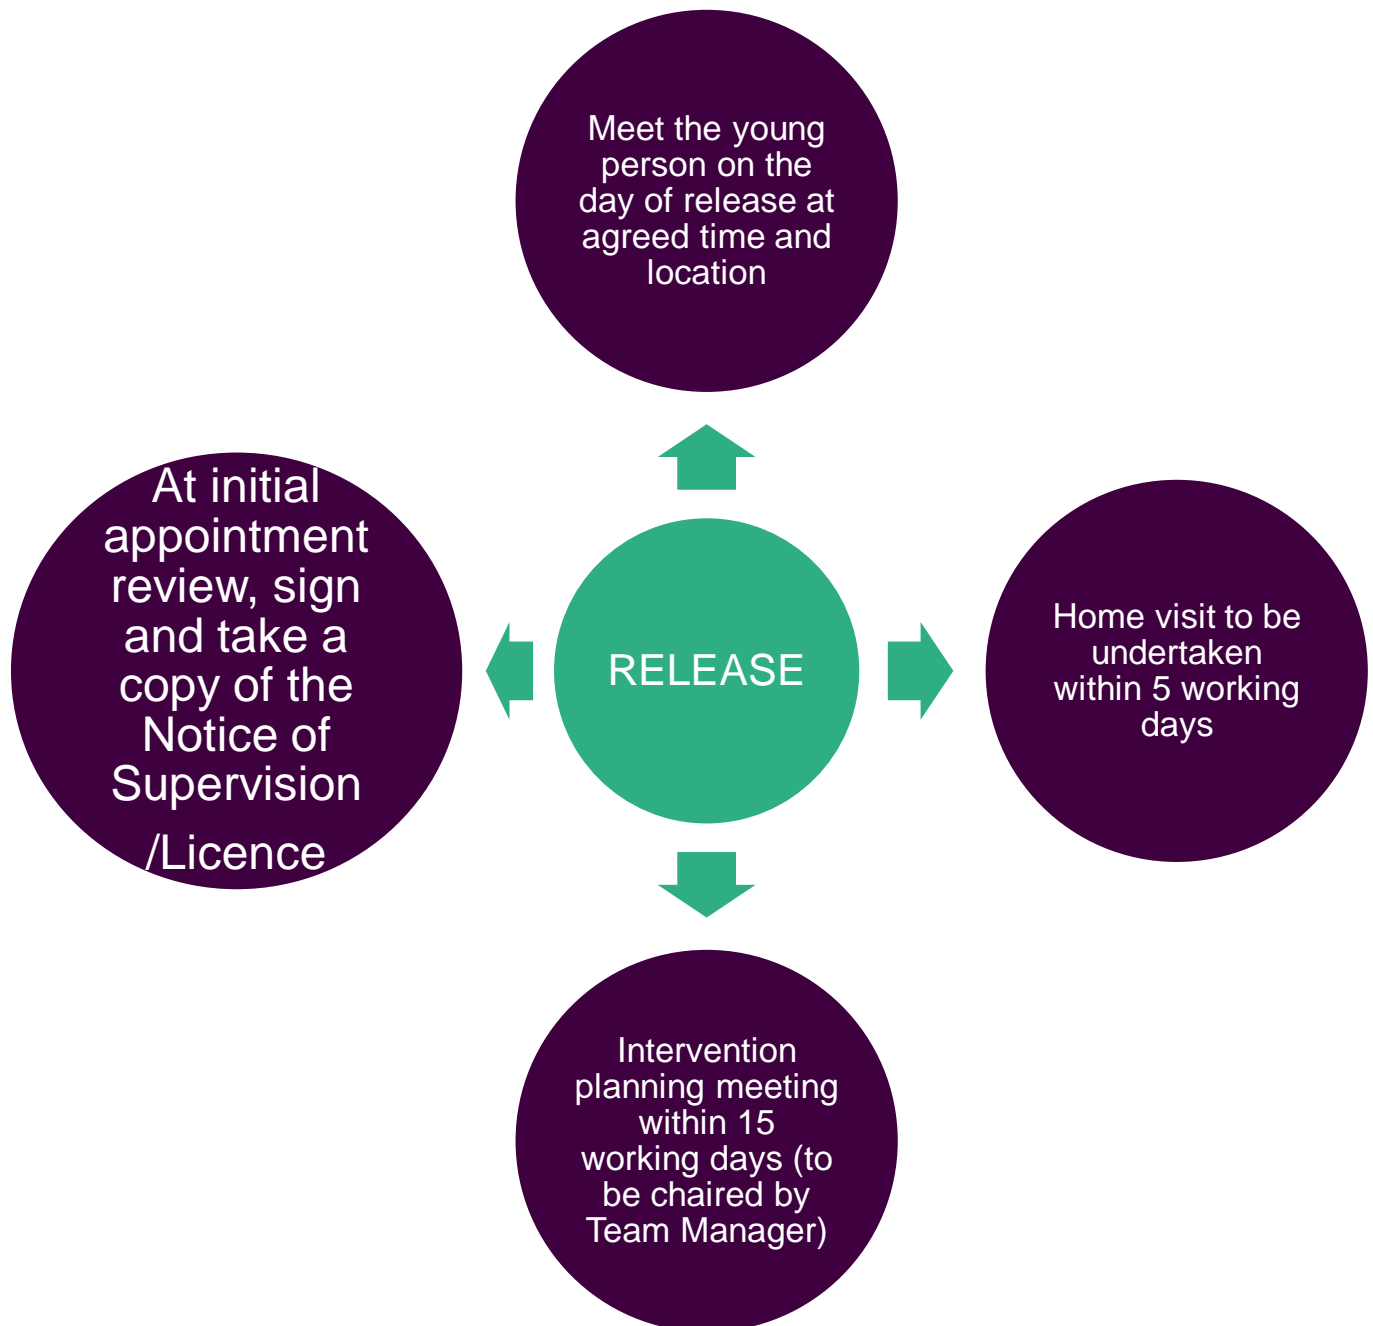 Meet the young
person on the
day of release at
agreed time and
location
At initial
appointment
review, sign
and take a
copy of the
Notice of
Supervision
/Licence
RELEASE
Home visit to be
undertaken
within 5 working
days
Intervention
planning meeting
within 15
working days (to
be chaired by
Team Manager)